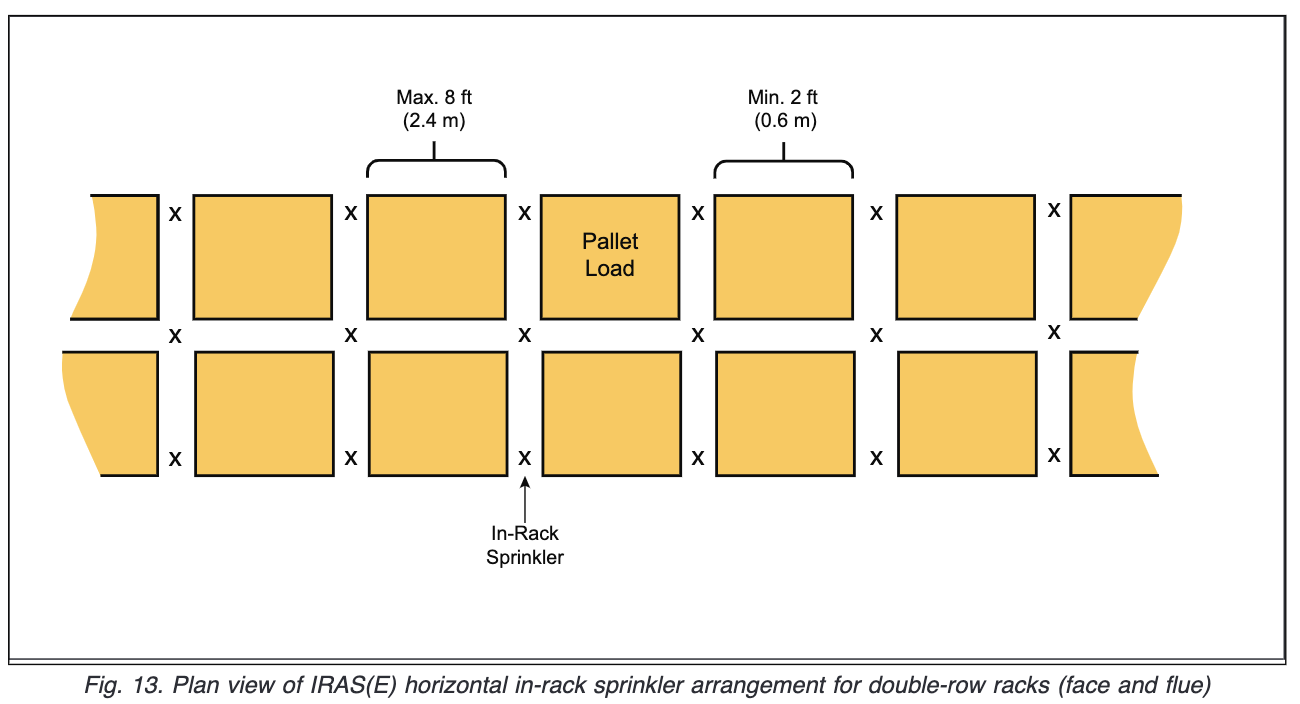 Max. 8 ft
(2.4 m)
Min. 2 ft
(0.6 m)
x x x x x x
Pallet
Load
x x x x x x
x x x x x x
In-Rack
Sprinkler
Fig. 13. Plan view of IRAS(E) horizontal in-rack sprinkler arrangement for double-row racks (face and flue)